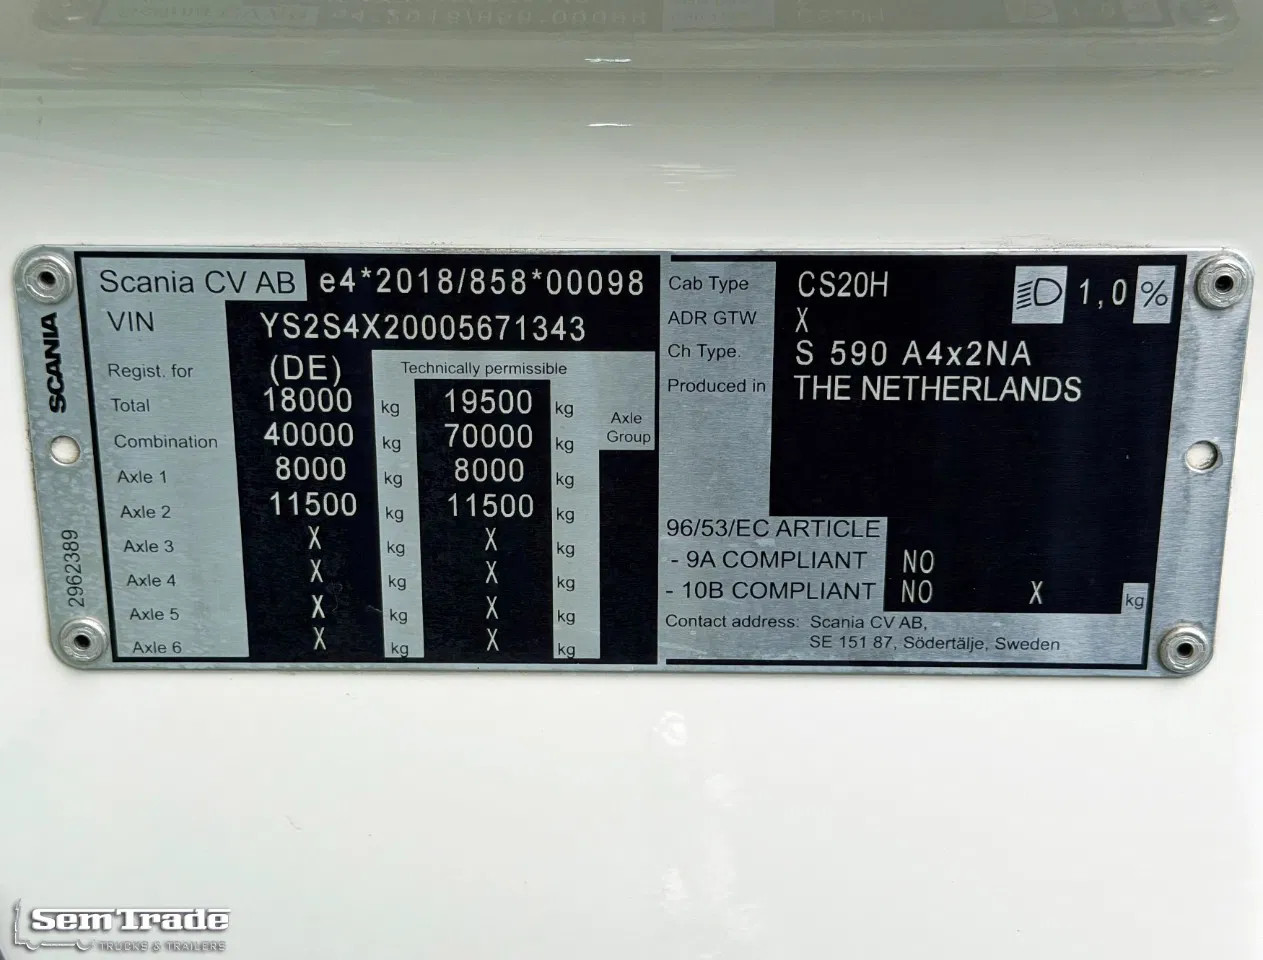 Scania CV AB e4*2018/858*00098
VIN YS2S4X20005671343
Regist. for (DE) Technically permissible
Total 18000 kg 19500 kg Axle
Combination 40000 kg 70000 kg Group
Axle 1 8000 kg 8000 kg
Axle 2 11500 kg 11500 kg
Axle 3 X kg X kg
Axle 4 X kg X kg
Axle 5 X kg X kg
Axle 6 X kg X kg
SCANIA
2962389
Cab Type CS20H 1,0 %
ADR GTW X
Ch Type. S 590 A4x2NA
Produced in THE NETHERLANDS
96/53/EC ARTICLE
- 9A COMPLIANT NO
- 10B COMPLIANT NO X kg
Contact address: Scania CV AB,
SE 151 87, Södertälje, Sweden
SemTrade
TRUCKS & TRAILERS